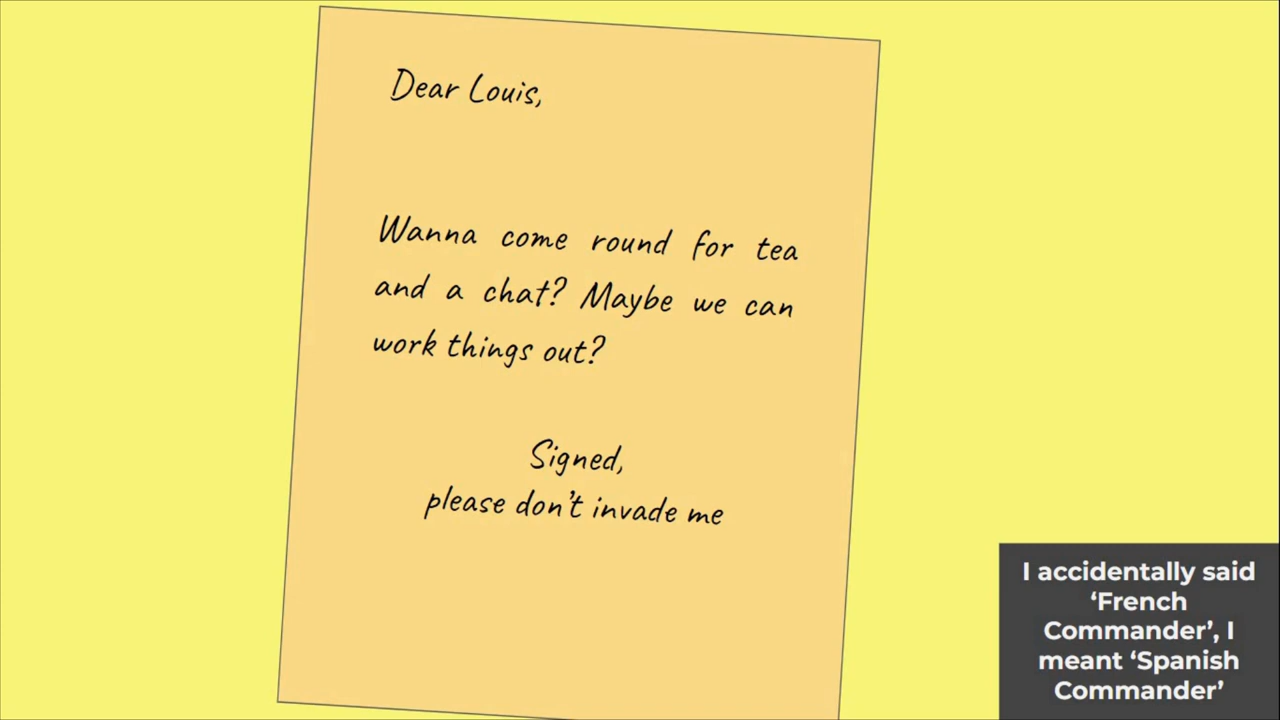 Dear Louis,
Wanna come round for tea
and a chat? Maybe we can
work things out?
Signed,
please don't invade me
I accidentally said
‘French
Commander’, I
meant ‘Spanish
Commander’